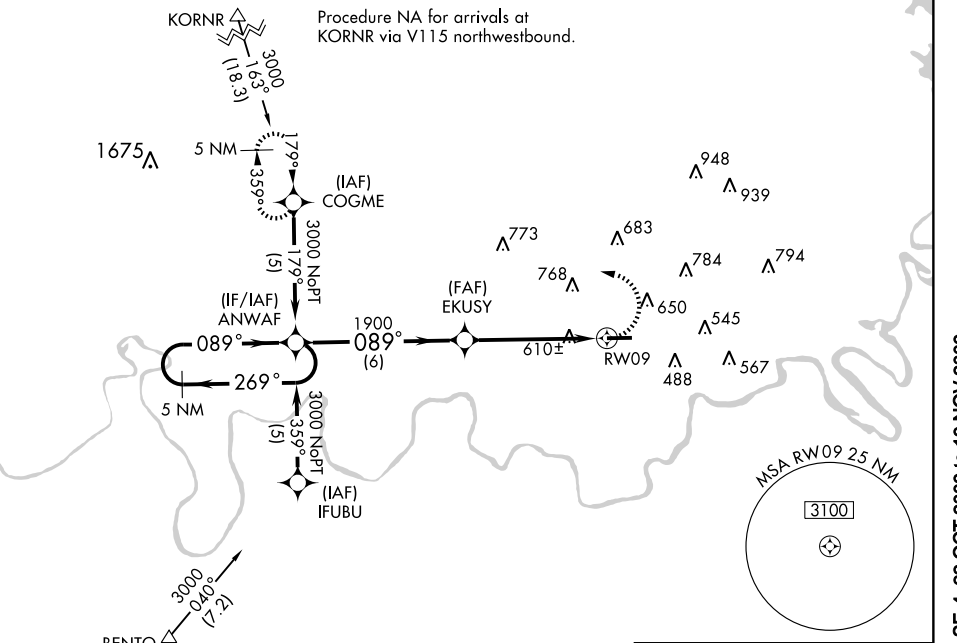 KORNR
Procedure NA for arrivals at
KORNR via V115 northwestbound.
3000
163°
(18.3)
1675
5 NM
179°
359°
(IAF)
COGME
948
939
3000 NoPT
179°
(5)
773
683
768
784
794
(FAF)
EKUSY
650
(IF/IAF)
ANWAF
089°
1900
089°
(6)
610±
RW09
545
567
488
269°
5 NM
3000 NoPT
359°
(5)
(IAF)
IFUBU
MSA RW09 25 NM
3100
3000
040°
(7.2)